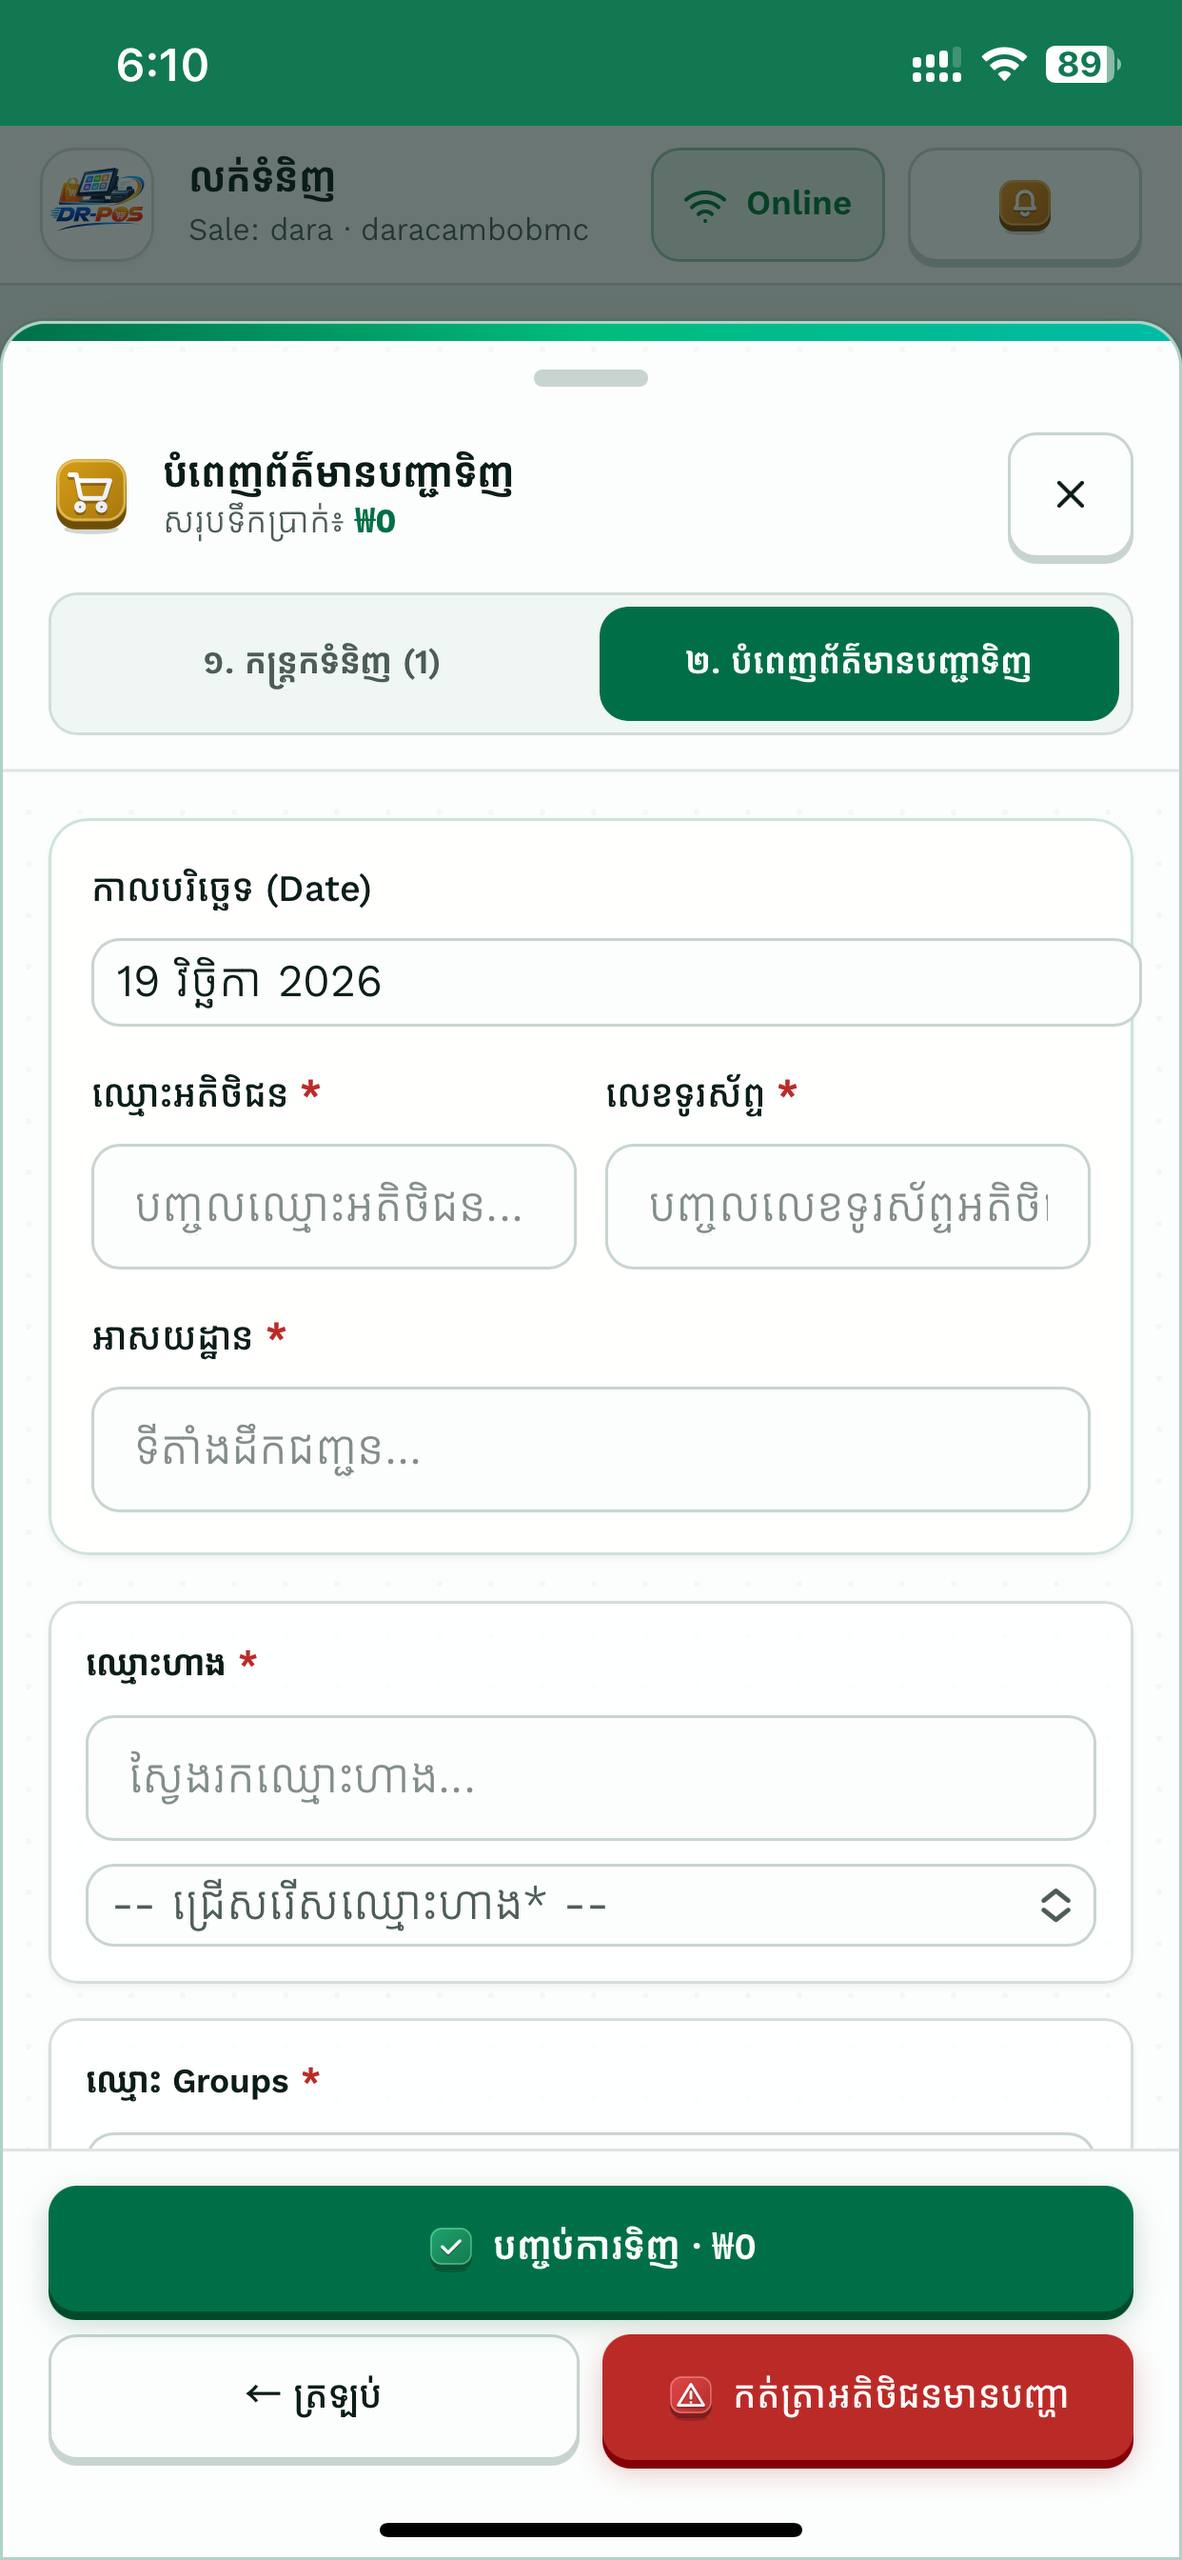 6:10
89
DR-POS
លក់ទំនិញ
Sale: dara · daracambobmc
Online
បំពេញព័ត៌មានបញ្ជាទិញ
សរុបទឹកប្រាក់៖ ₩0
១. កន្ត្រកទំនិញ (1)
២. បំពេញព័ត៌មានបញ្ជាទិញ
កាលបរិច្ឆេទ (Date)
19 វិច្ឆិកា 2026
ឈ្មោះអតិថិជន *
លេខទូរស័ព្ទ *
បញ្ចូលឈ្មោះអតិថិជន...
បញ្ចូលលេខទូរស័ព្ទអតិថិ
អាសយដ្ឋាន *
ទីតាំងដឹកជញ្ជូន...
ឈ្មោះហាង *
ស្វែងរកឈ្មោះហាង...
-- ជ្រើសរើសឈ្មោះហាង* --
ឈ្មោះ Groups *
បញ្ចប់ការទិញ · ₩0
← ត្រឡប់
កត់ត្រាអតិថិជនមានបញ្ហា